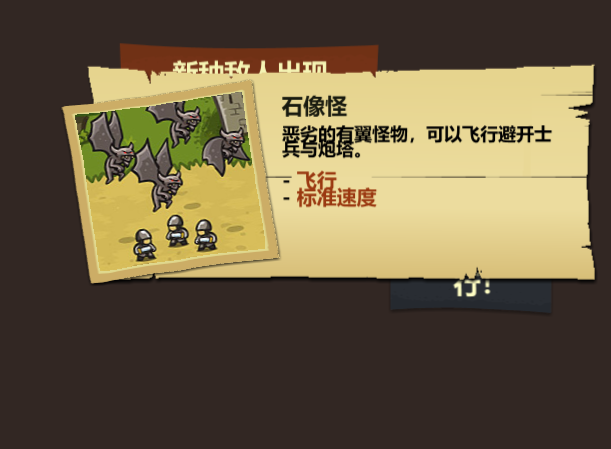 新种敌人出现
石像怪
恶劣的有翼怪物，可以飞行避开士
兵与炮塔。
- 飞行
- 标准速度
行！